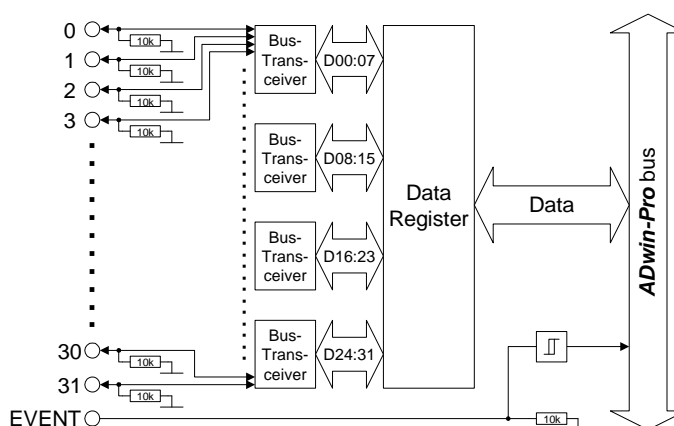 0
10k
1
10k
2
10k
3
10k
30
10k
31
10k
EVENT
Bus-
Trans-
ceiver
D00:07
Bus-
Trans-
ceiver
D08:15
Bus-
Trans-
ceiver
D16:23
Bus-
Trans-
ceiver
D24:31
Data
Register
Data
ADwin-Pro bus
10k